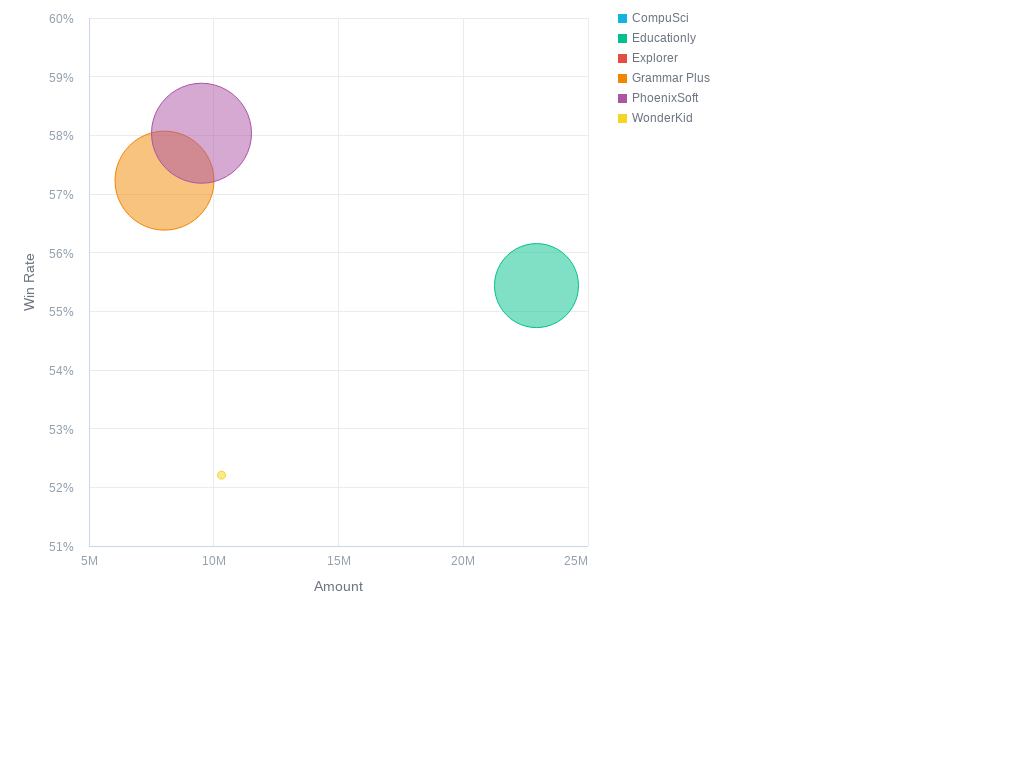 60%
59%
58%
57%
56%
55%
54%
53%
52%
51%
Win Rate
5M
10M
15M
20M
25M
Amount
CompuSci
Educationly
Explorer
Grammar Plus
PhoenixSoft
WonderKid